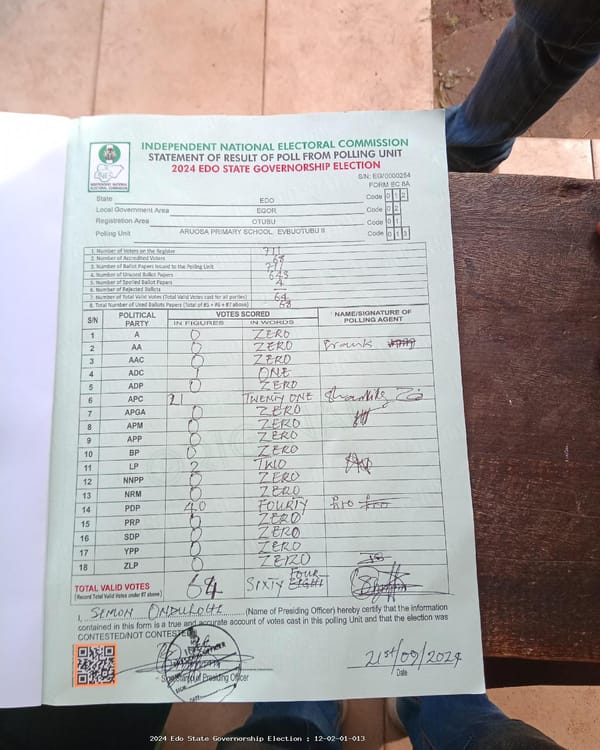 INDEPENDENT NATIONAL ELECTORAL COMMISSION
STATEMENT OF RESULT OF POLL FROM POLLING UNIT
2024 EDO STATE GOVERNORSHIP ELECTION
INDEPENDENT NATIONAL ELECTORAL COMMISSION
S/N: EG/0000254
FORM EC 8A
State EDO Code 0 1 2
Local Government Area EGOR Code 0 2
Registration Area OTUBU Code 0 1
Polling Unit ARUOSA PRIMARY SCHOOL, EVBUOTUBU II Code 0 1 3
1. Number of Voters on the Register 711
2. Number of Accredited Voters 68
3. Number of Ballot Papers Issued to the Polling Unit 711
4. Number of Unused Ballot Papers 643
5. Number of Spoiled Ballot Papers 4
6. Number of Rejected Ballots
7. Number of Total Valid Votes (Total Valid Votes cast for all parties) 64
8. Total Number of Used Ballots Papers (Total of #5 + #6 + #7 above) 68
S/N POLITICAL PARTY VOTES SCORED NAME/SIGNATURE OF POLLING AGENT
IN FIGURES IN WORDS
1 A 0 ZERO
2 AA 0 ZERO
3 AAC 0 ZERO
4 ADC 1 ONE
5 ADP 0 ZERO
6 APC 21 TWENTY ONE
7 APGA 0 ZERO
8 APM 0 ZERO
9 APP 0 ZERO
10 BP 0 ZERO
11 LP 2 TWO
12 NNPP 0 ZERO
13 NRM 0 ZERO
14 PDP 40 FOURTY
15 PRP 0 ZERO
16 SDP 0 ZERO
17 YPP 0 ZERO
18 ZLP 0 ZERO
TOTAL VALID VOTES 64 SIXTY FOUR
(Record Total Valid Votes under #7 above)
I, SIMON (Name of Presiding Officer) hereby certify that the information
contained in this form is a true and accurate account of votes cast in this polling Unit and that the election was
CONTESTED/NOT CONTESTED
Signature of Presiding Officer
21st/09/2024
Date
2024 Edo State Governorship Election : 12-02-01-013